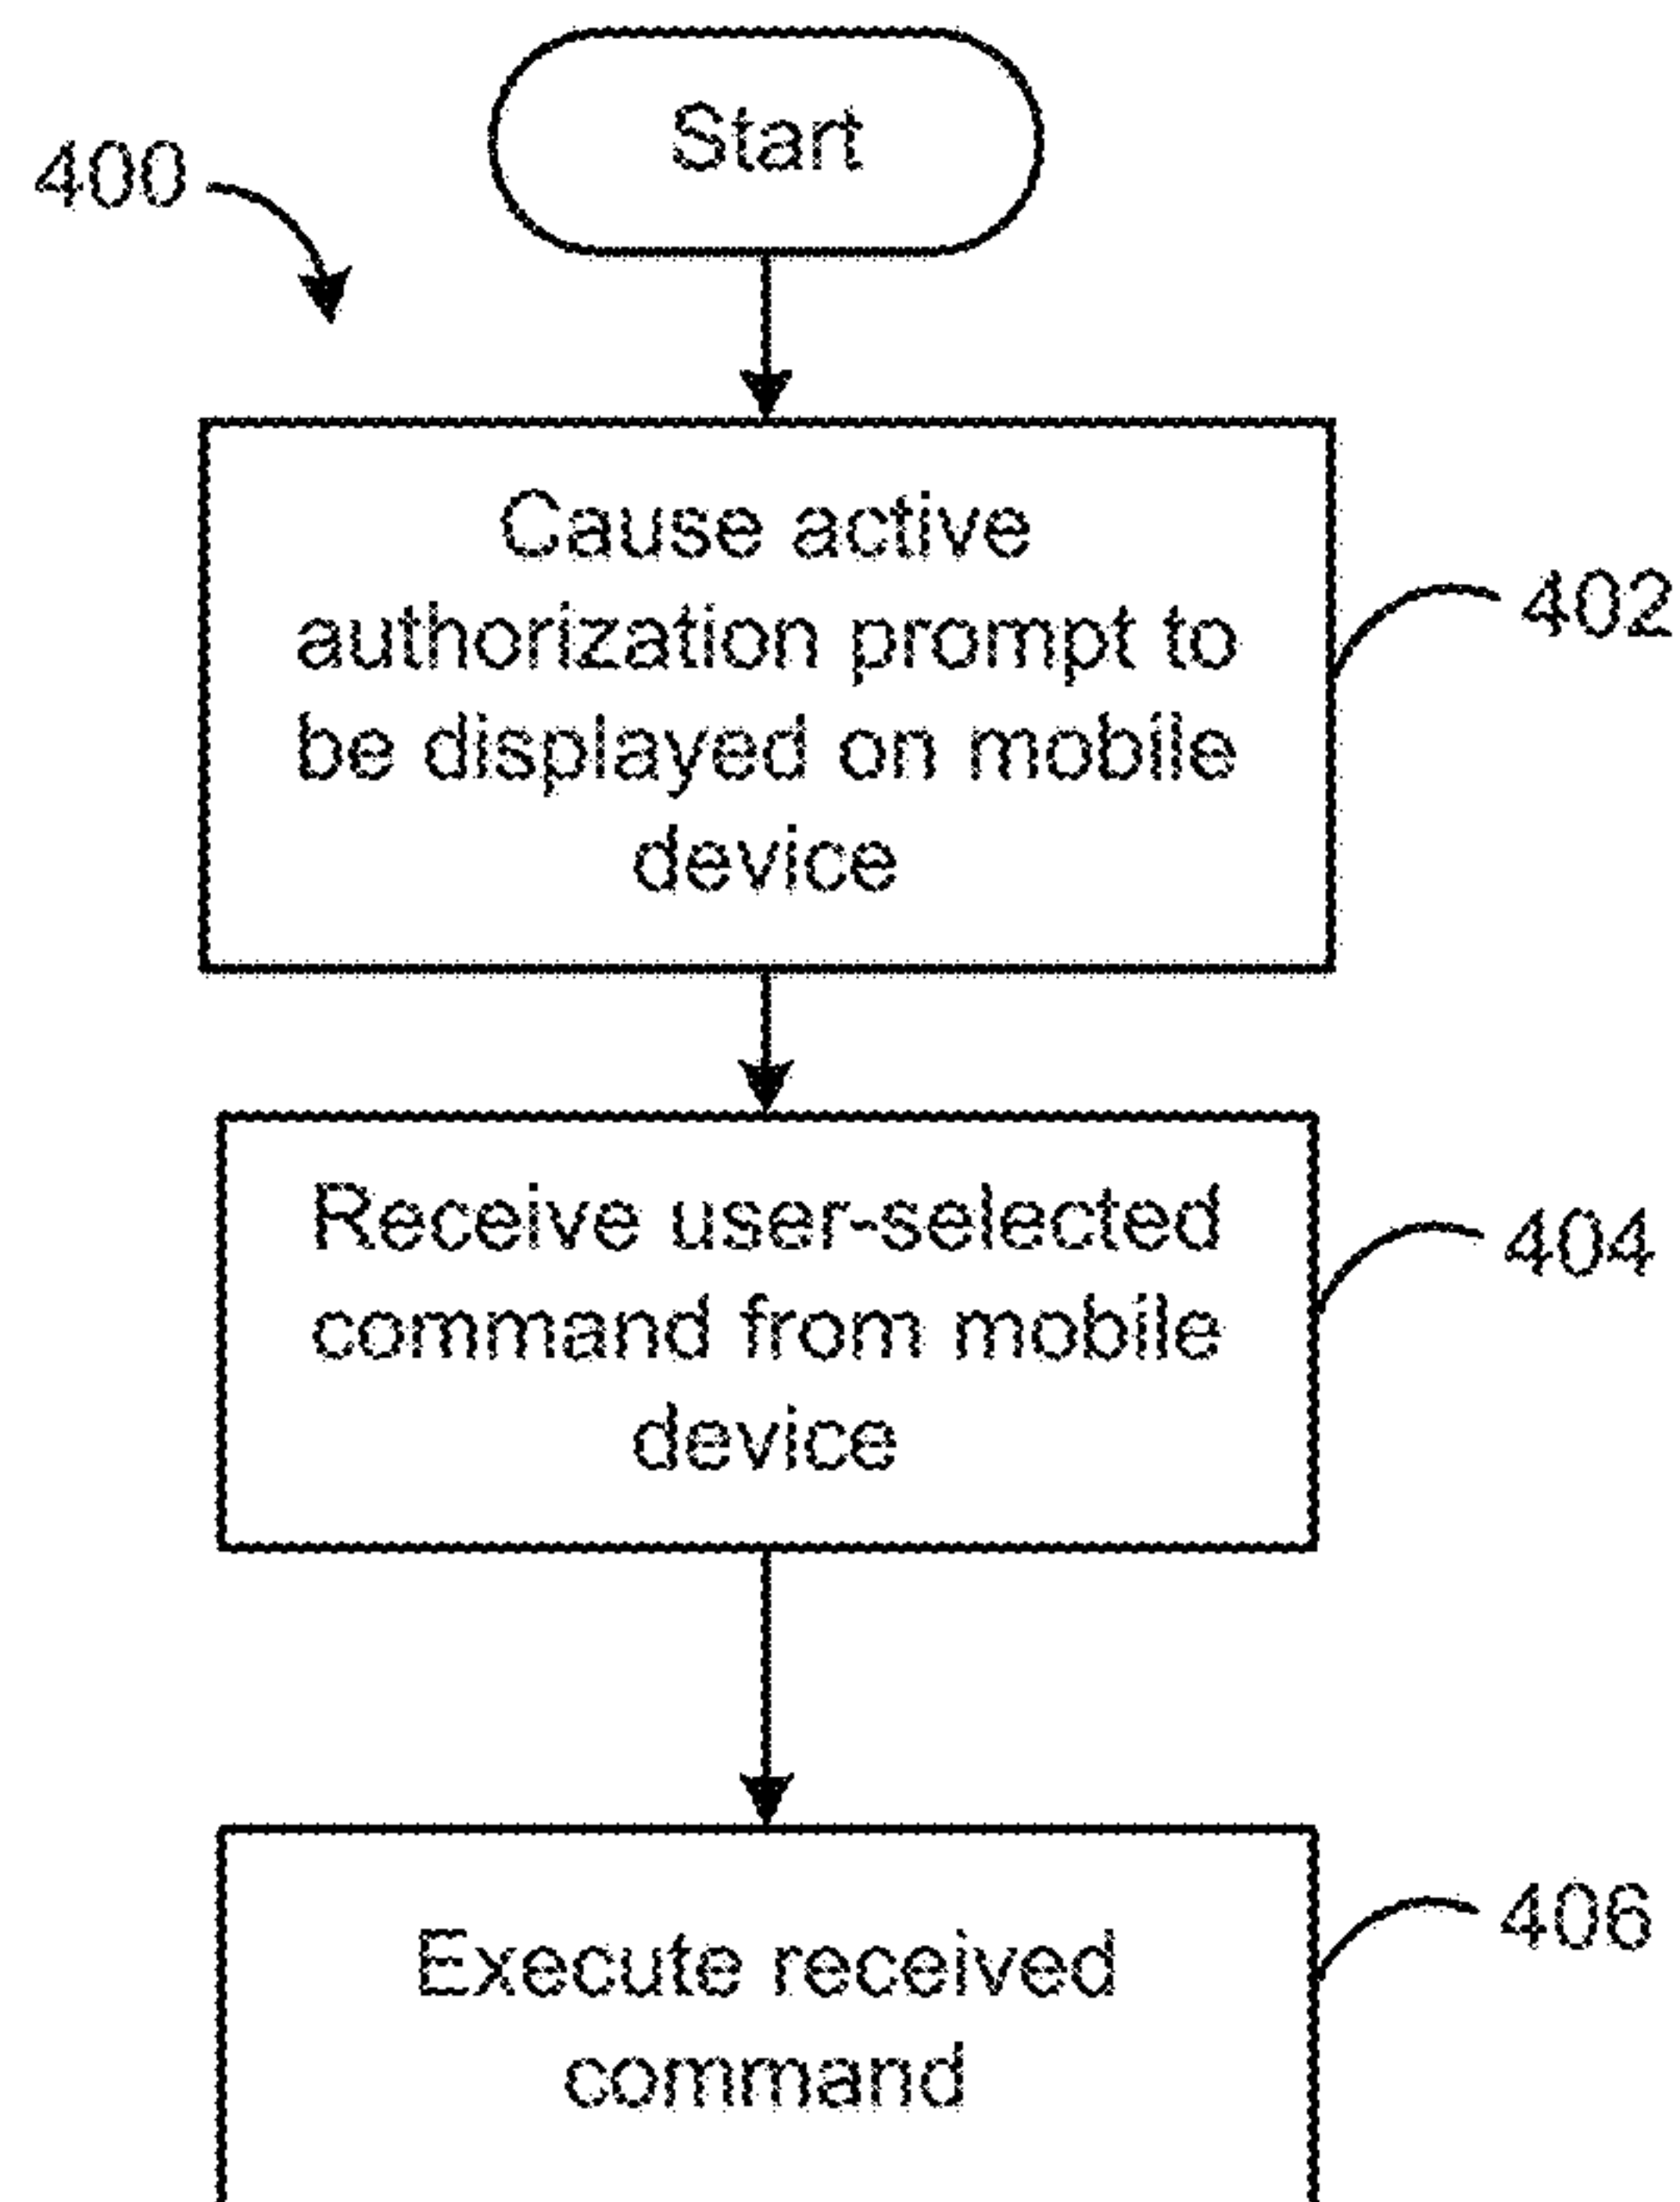 Start
400
Cause active
authorization prompt to
be displayed on mobile
device
402
Receive user-selected
command from mobile
device
404
Execute received
command
406